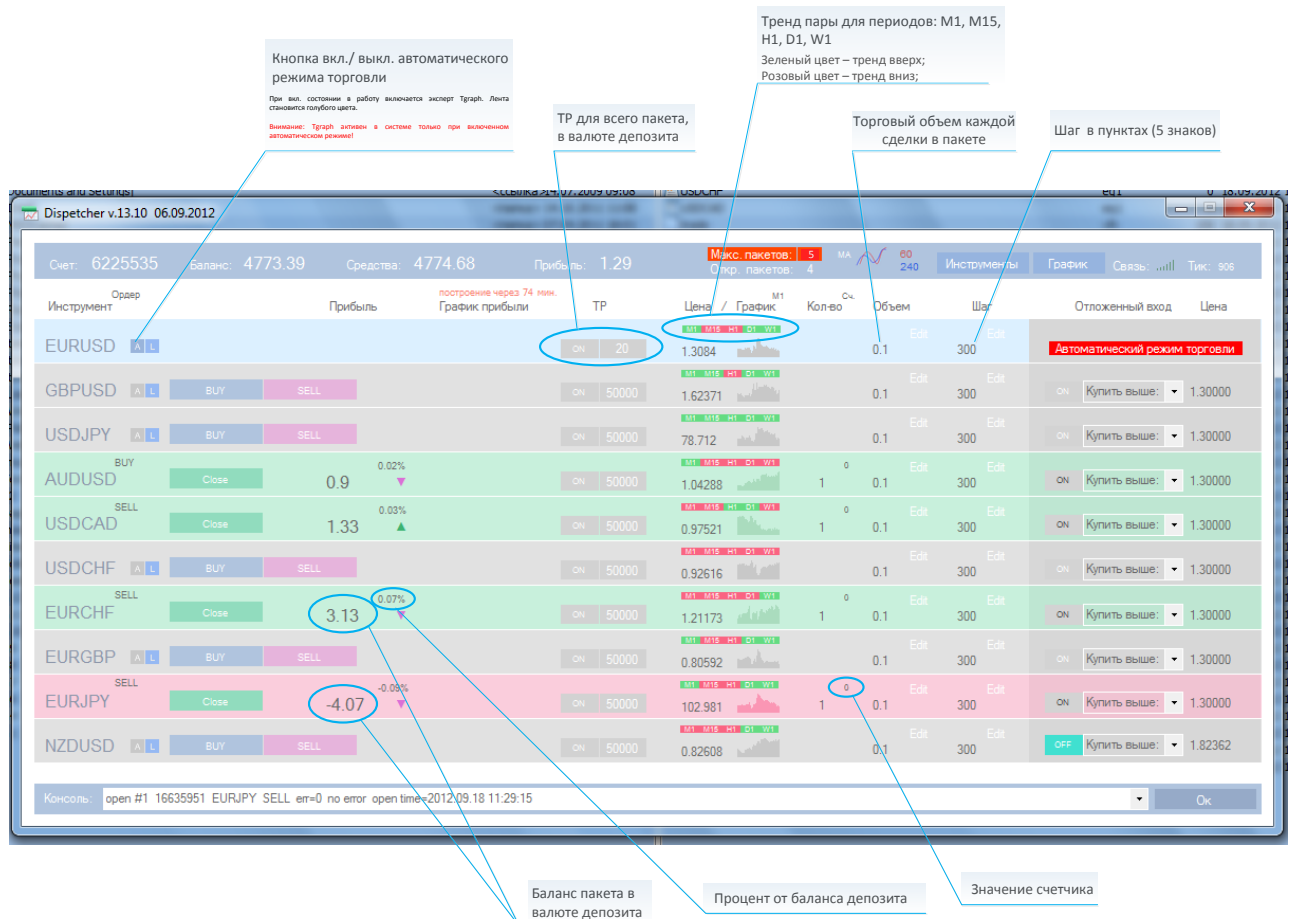 Тренд пары для периодов: M1, M15,
H1, D1, W1
Зеленый цвет – тренд вверх;
Розовый цвет – тренд вниз;
Кнопка вкл./ выкл. автоматического
режима торговли
При вкл. состоянии в работу включается эксперт Tgraph. Лента
становится голубого цвета.
Внимание: Tgraph активен в системе только при включенном
автоматическом режиме!
TP для всего пакета,
в валюте депозита
Торговый объем каждой
сделки в пакете
Шаг в пунктах (5 знаков)
Documents and Settings] <ссылка>14.07.2009 09:08 USDCHF eq1 0 18.09.2012
Dispetcher v.13.10 06.09.2012
Счет: 6225535 Баланс: 4773.39 Средства: 4774.68 Прибыль: 1.29 Макс. пакетов: 5 MA 60 Инструменты График Связь: Тик: 906
Откр. пакетов: 4 240
Ордер построение через 74 мин. M1 Сч.
Инструмент Прибыль График прибыли TP Цена / График Кол-во Объем Шаг Отложенный вход Цена
M1 M15 H1 D1 W1 Edit
EURUSD A L ON 20 1.3084 0.1 300 Автоматический режим торговли
M1 M15 H1 D1 W1 Edit Edit
GBPUSD A L BUY SELL ON 50000 1.62371 0.1 300 ON Купить выше: 1.30000
M1 M15 H1 D1 W1 Edit Edit
USDJPY A L BUY SELL ON 50000 78.712 0.1 300 ON Купить выше: 1.30000
BUY 0.02% M1 M15 H1 D1 W1 0 Edit Edit
AUDUSD Close 0.9 ON 50000 1.04288 1 0.1 300 ON Купить выше: 1.30000
SELL 0.03% M1 M15 H1 D1 W1 0 Edit Edit
USDCAD Close 1.33 ON 50000 0.97521 1 0.1 300 ON Купить выше: 1.30000
M1 M15 H1 D1 W1 Edit Edit
USDCHF A L BUY SELL ON 50000 0.92616 0.1 300 ON Купить выше: 1.30000
SELL 0.07% M1 M15 H1 D1 W1 0 Edit Edit
EURCHF Close 3.13 ON 50000 1.21173 1 0.1 300 ON Купить выше: 1.30000
M1 M15 H1 D1 W1 Edit Edit
EURGBP A L BUY SELL ON 50000 0.80592 0.1 300 ON Купить выше: 1.30000
SELL -0.09% M1 M15 H1 D1 W1 0 Edit Edit
EURJPY Close -4.07 ON 50000 102.981 1 0.1 300 ON Купить выше: 1.30000
M1 M15 H1 D1 W1 Edit Edit
NZDUSD A L BUY SELL ON 50000 0.82608 0.1 300 OFF Купить выше: 1.82362
Консоль: open #1 16635951 EURJPY SELL err=0 no error open time=2012.09.18 11:29:15 Ок
Баланс пакета в
валюте депозита
Процент от баланса депозита
Значение счетчика